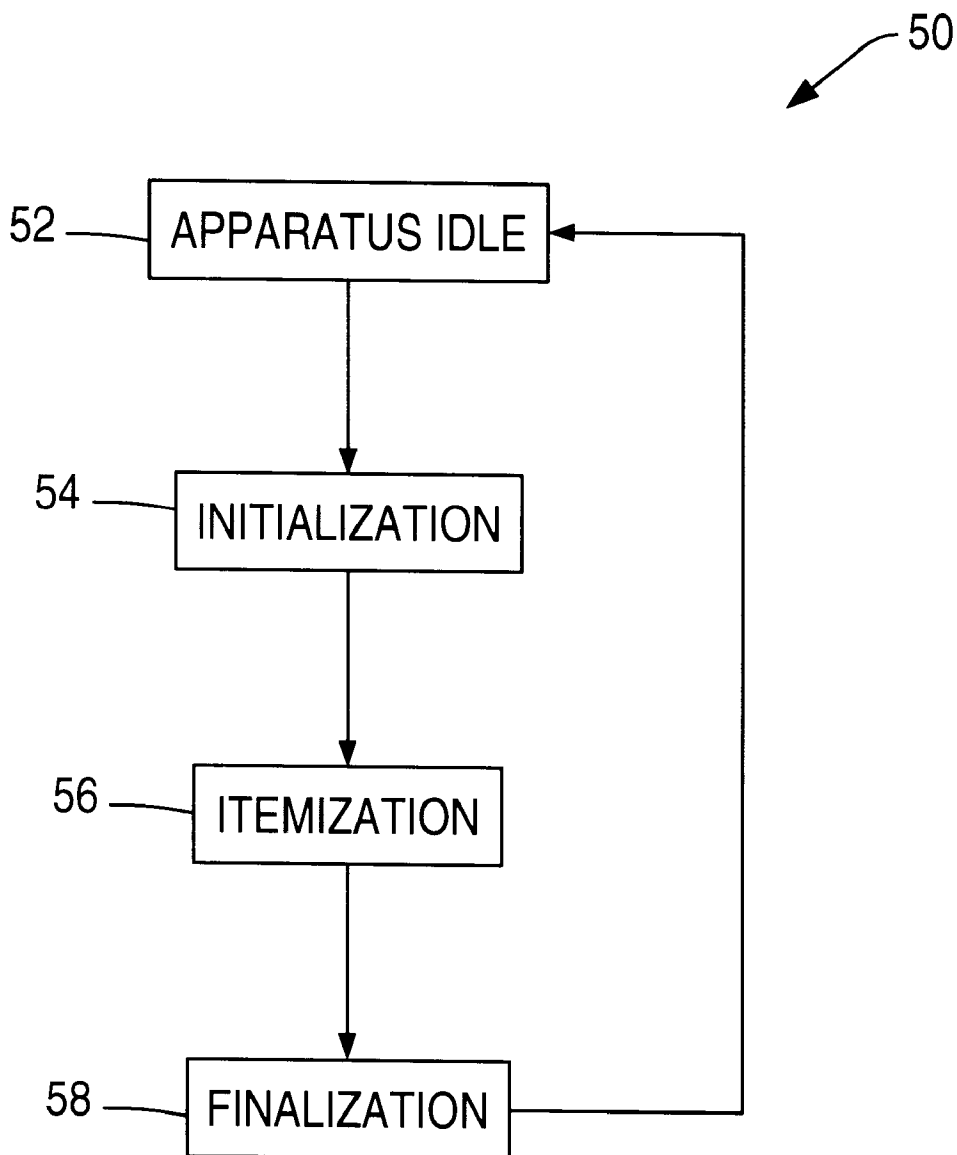 50
52
APPARATUS IDLE
54
INITIALIZATION
56
ITEMIZATION
58
FINALIZATION